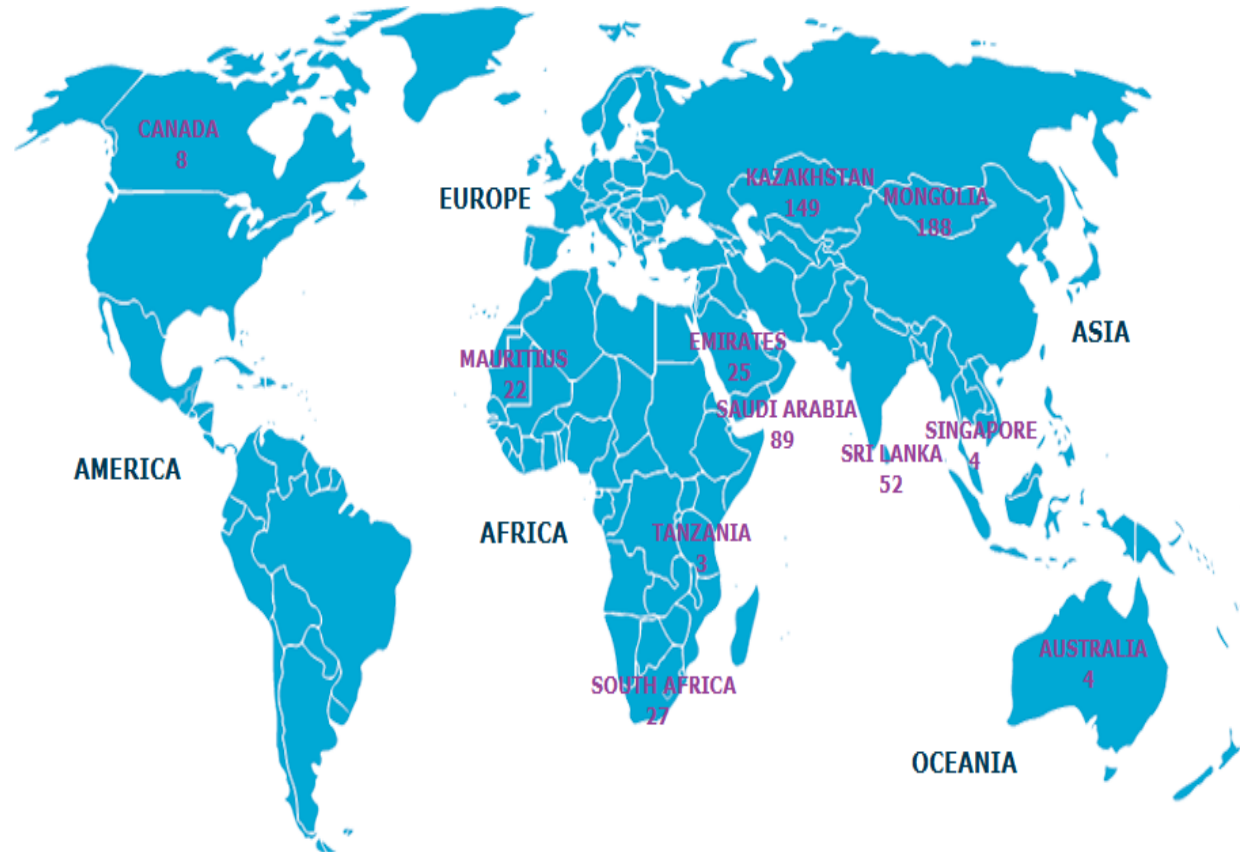 CANADA
8
EUROPE
KAZAKHSTAN
149
MONGOLIA
188
ASIA
EMIRATES
25
MAURITIUS
22
SAUDI ARABIA
89
SINGAPORE
4
SRI LANKA
52
AMERICA
AFRICA
TANZANIA
3
AUSTRALIA
4
SOUTH AFRICA
27
OCEANIA